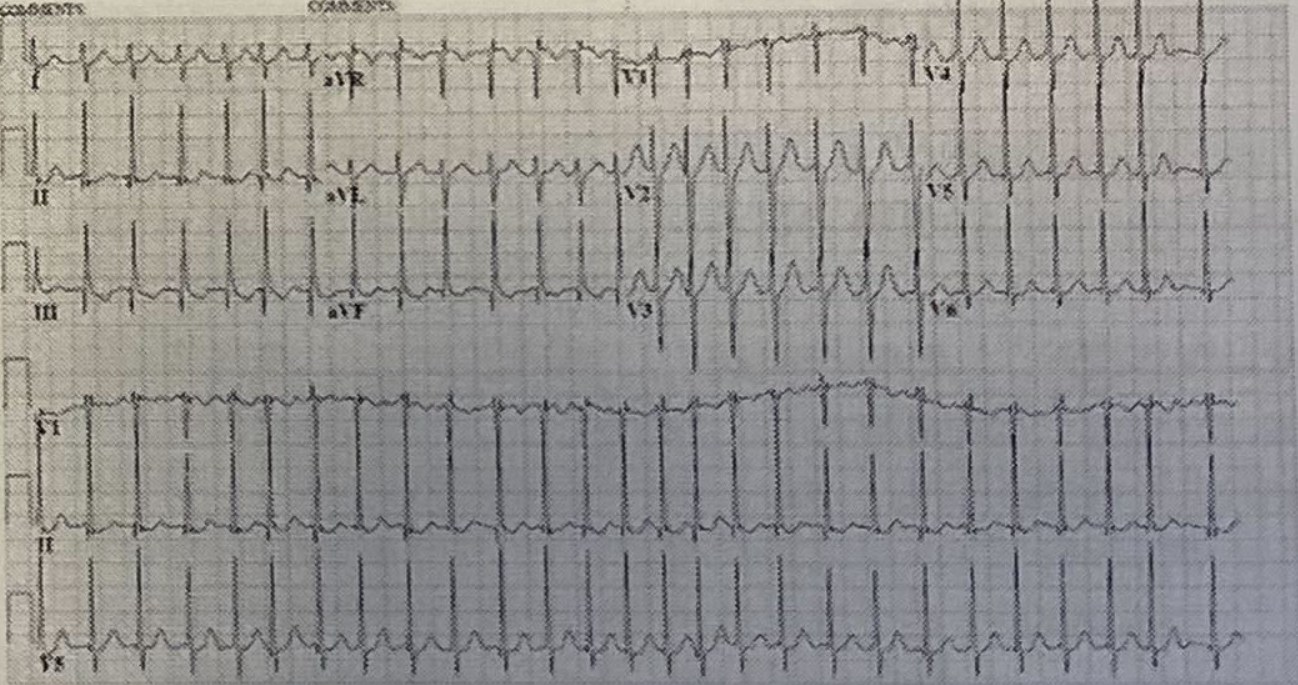 COMMENTS: COMMENTS:
I aVR V1 V4
II aVL V2 V5
III aVF V3 V6
V1
II
V5